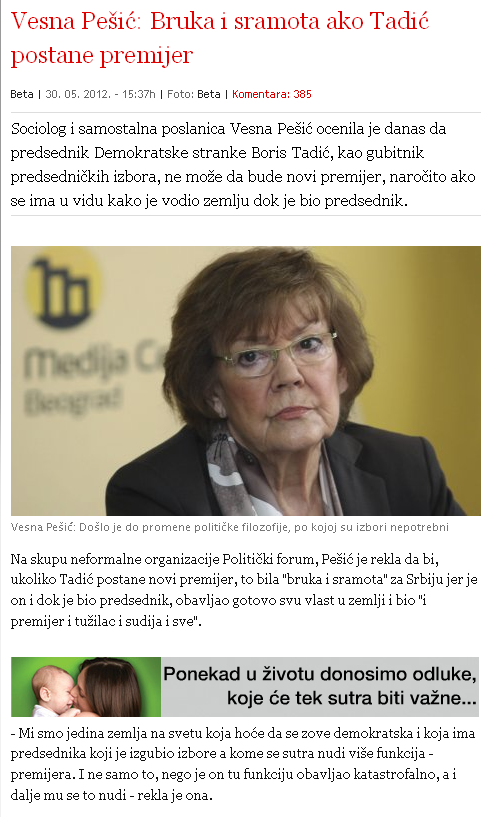 Vesna Pešić: Bruka i sramota ako Tadić
postane premijer
Beta | 30. 05. 2012. - 15:37h | Foto: Beta | Komentara: 385
Sociolog i samostalna poslanica Vesna Pešić ocenila je danas da
predsednik Demokratske stranke Boris Tadić, kao gubitnik
predsedničkih izbora, ne može da bude novi premijer, naročito ako
se ima u vidu kako je vodio zemlju dok je bio predsednik.
Medija
Beograd
Vesna Pešić: Došlo je do promene političke filozofije, po kojoj su izbori nepotrebni
Na skupu neformalne organizacije Politički forum, Pešić je rekla da bi,
ukoliko Tadić postane novi premijer, to bila "bruka i sramota" za Srbiju jer je
on i dok je bio predsednik, obavljao gotovo svu vlast u zemlji i bio "i
premijer i tužilac i sudija i sve".
Ponekad u životu donosimo odluke,
koje će tek sutra biti važne...
- Mi smo jedina zemlja na svetu koja hoće da se zove demokratska i koja ima
predsednika koji je izgubio izbore a kome se sutra nudi više funkcija -
premijera. I ne samo to, nego je on tu funkciju obavljao katastrofalno, a i
dalje mu se to nudi - rekla je ona.